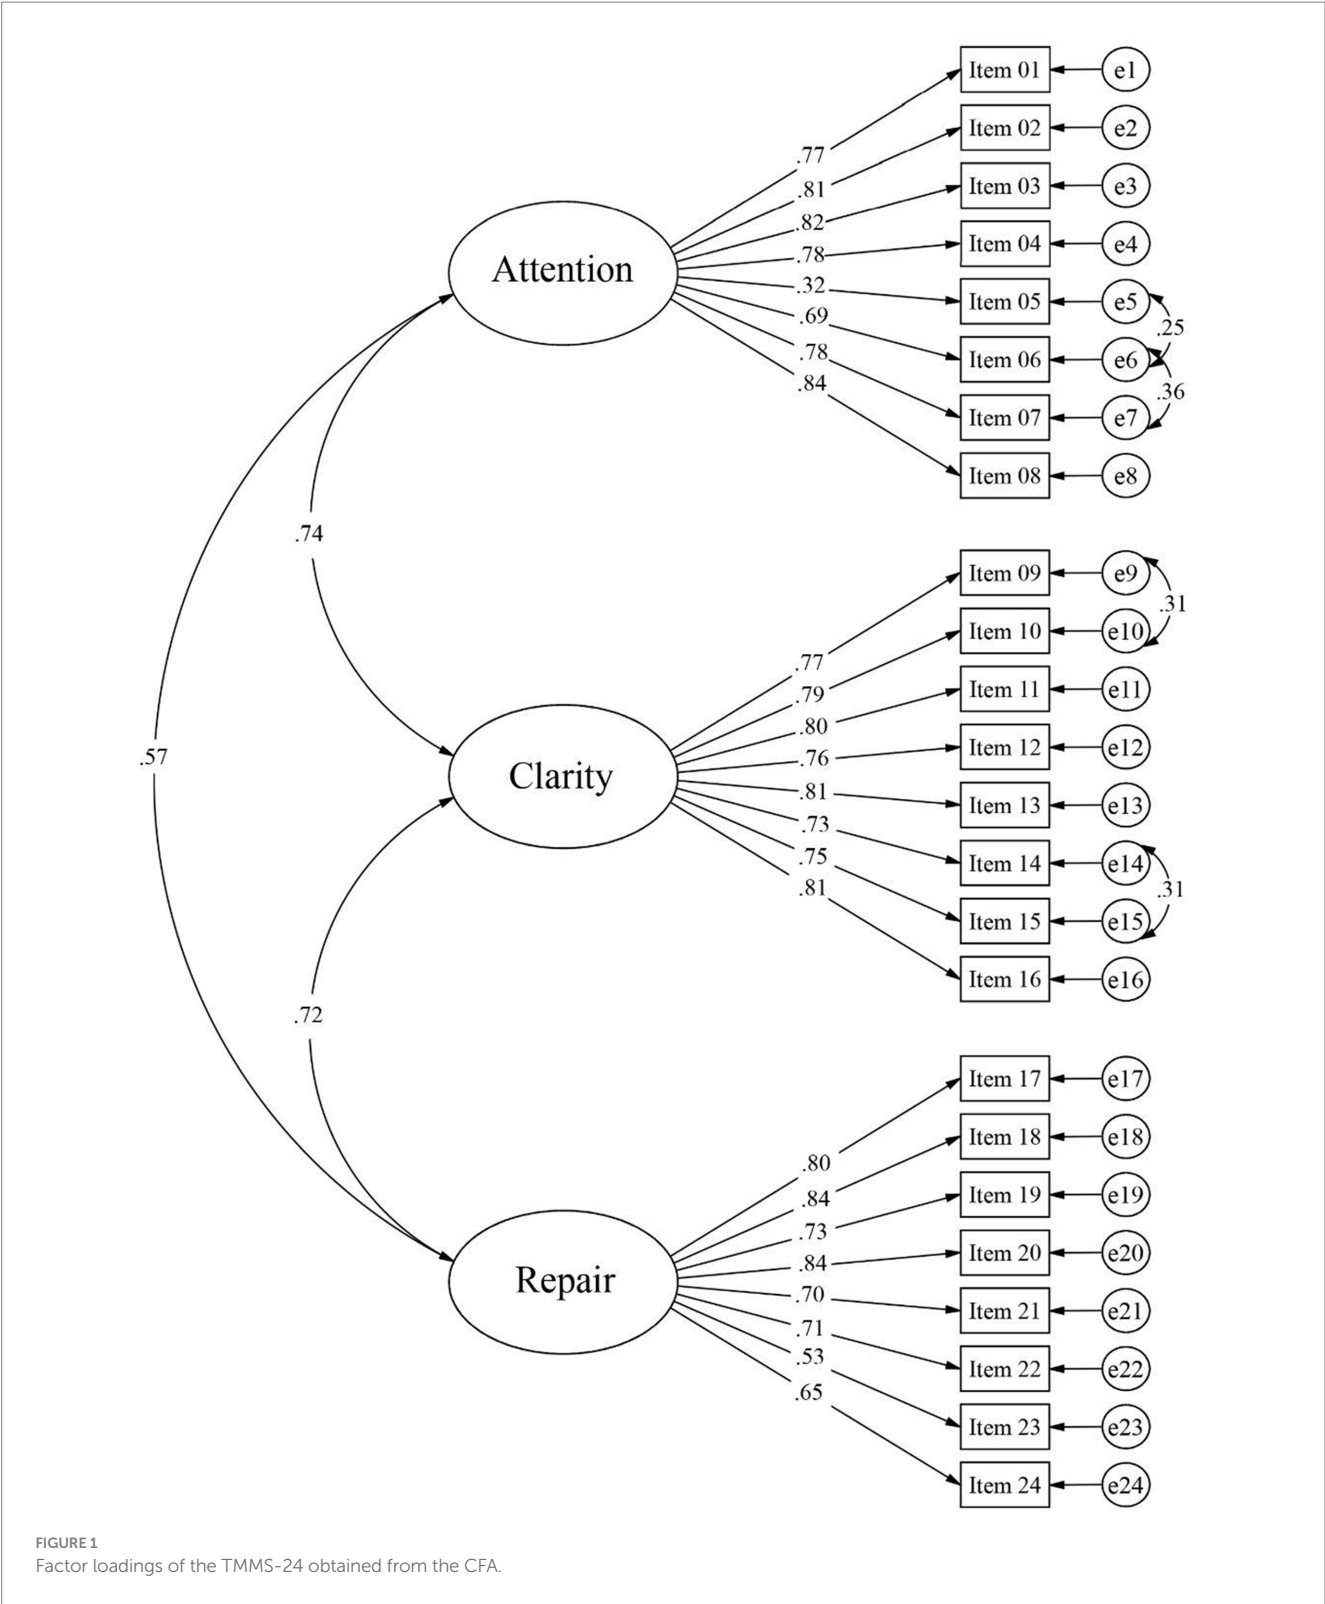 Item 01 e1
Item 02 e2
.77
Item 03 e3
.81
.82
Item 04 e4
.78
Attention
.32
Item 05 e5
.69
.25
.78
Item 06 e6
.84
.36
Item 07 e7
Item 08 e8
.74
Item 09 e9
.31
Item 10 e10
.77
Item 11 e11
.79
.80
Item 12 e12
.57
.76
Clarity
.81
Item 13 e13
.73
.75
Item 14 e14
.81
.31
Item 15 e15
Item 16 e16
.72
Item 17 e17
Item 18 e18
.80
Item 19 e19
.84
.73
Item 20 e20
.84
Repair
.70
Item 21 e21
.71
.53
Item 22 e22
.65
Item 23 e23
Item 24 e24
FIGURE 1
Factor loadings of the TMMS-24 obtained from the CFA.